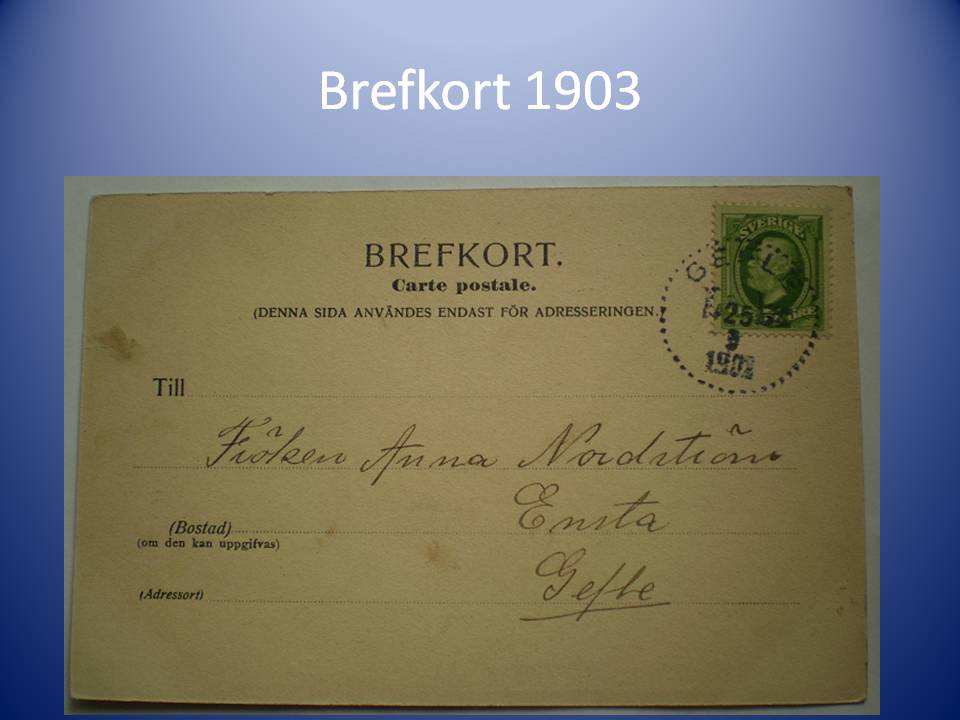 Brefkort 1903
SVERIGE
BREFKORT.
Carte postale.
(DENNA SIDA ANVÄNDES ENDAST FÖR ADRESSERINGEN.)
ÖRE
Till
Fröken Anna Nordström
Ensta
(Bostad)
(om den kan uppgifvas)
Gefle
(Adressort)